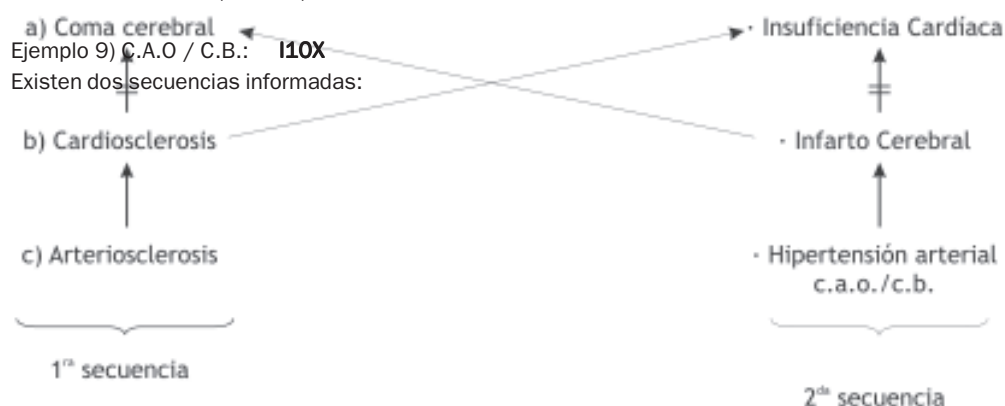 a) Coma cerebral
· Insuficiencia Cardíaca
Ejemplo 9) C.A.O / C.B.: I10X
Existen dos secuencias informadas:
b) Cardiosclerosis
· Infarto Cerebral
c) Arteriosclerosis
· Hipertensión arterial
c.a.o./c.b.
1ra secuencia
2da secuencia